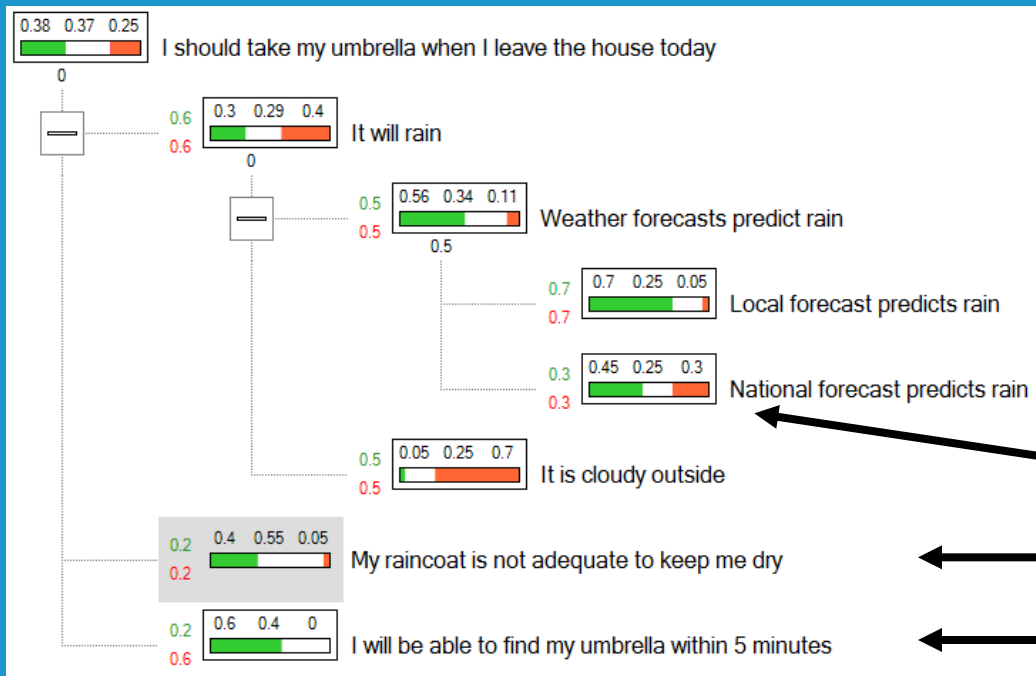 0.38 0.37 0.25
I should take my umbrella when I leave the house today
0
0.6
0.6
0.3 0.29 0.4
It will rain
0
0.5
0.5
0.56 0.34 0.11
Weather forecasts predict rain
0.5
0.7
0.7
0.7 0.25 0.05
Local forecast predicts rain
0.3
0.3
0.45 0.25 0.3
National forecast predicts rain
0.5
0.5
0.05 0.25 0.7
It is cloudy outside
0.2
0.2
0.4 0.55 0.05
My raincoat is not adequate to keep me dry
0.2
0.6
0.6 0.4 0
I will be able to find my umbrella within 5 minutes